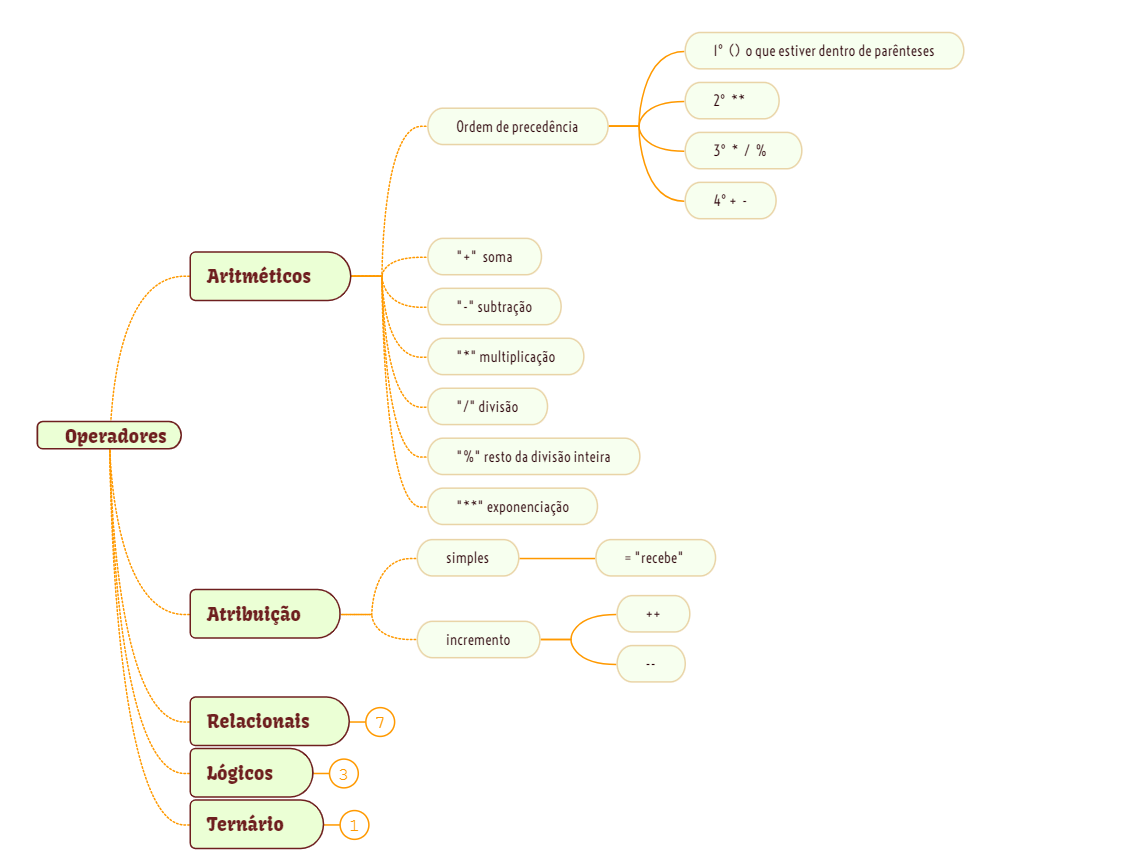 Operadores
Aritméticos
Ordem de precedência
1° () o que estiver dentro de parênteses
2° **
3° * / %
4° + -
"+" soma
"-" subtração
"*" multiplicação
"/" divisão
"%" resto da divisão inteira
"**" exponenciação
Atribuição
simples
= "recebe"
incremento
++
--
Relacionais
7
Lógicos
3
Ternário
1